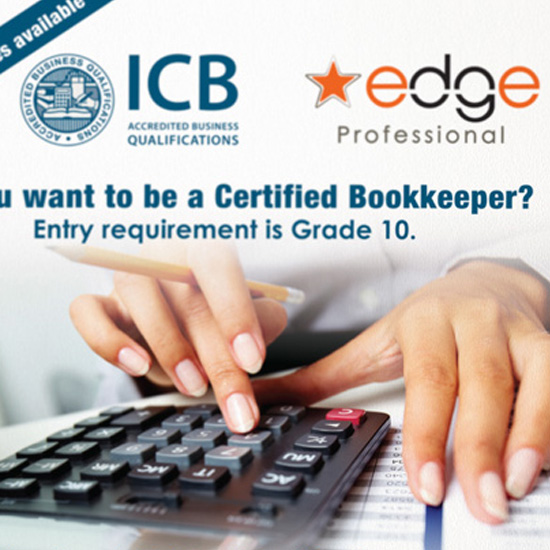 s available
ICB
ACCREDITED BUSINESS
QUALIFICATIONS
ACCREDITED BUSINESS QUALIFICATIONS
edge
Professional
u want to be a Certified Bookkeeper?
Entry requirement is Grade 10.
C
MU
AC
IT
MC
MR